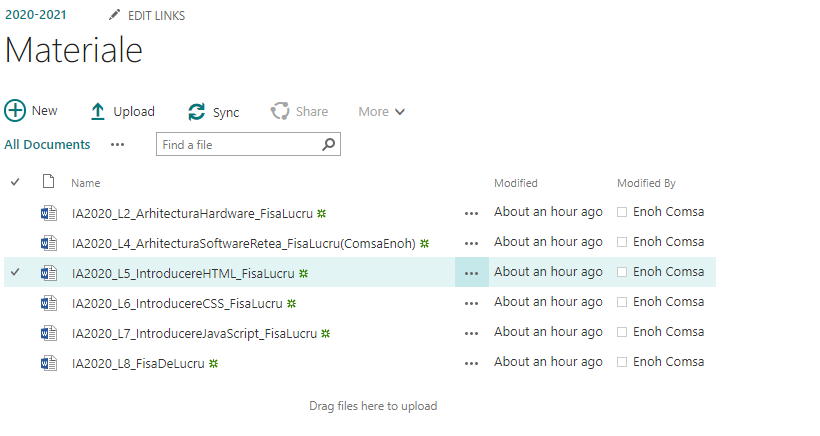 2020-2021 EDIT LINKS
Materiale
New Upload Sync Share More
All Documents ... Find a file
Name Modified Modified By
IA2020_L2_ArhitecturaHardware_FisaLucru ... About an hour ago Enoh Comsa
IA2020_L4_ArhitecturaSoftwareRetea_FisaLucru(ComsaEnoh) ... About an hour ago Enoh Comsa
IA2020_L5_IntroducereHTML_FisaLucru ... About an hour ago Enoh Comsa
IA2020_L6_IntroducereCSS_FisaLucru ... About an hour ago Enoh Comsa
IA2020_L7_IntroducereJavaScript_FisaLucru ... About an hour ago Enoh Comsa
IA2020_L8_FisaDeLucru ... About an hour ago Enoh Comsa
Drag files here to upload